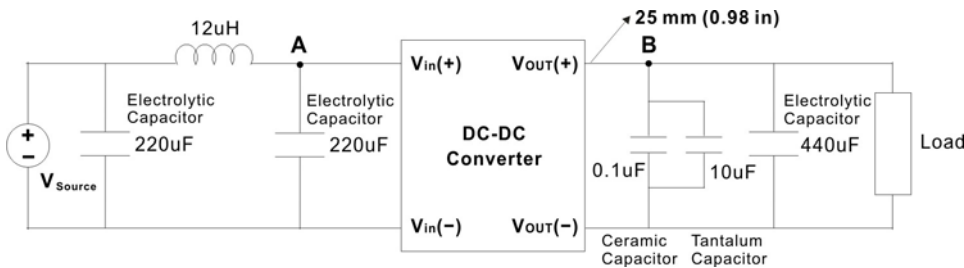 25 mm (0.98 in)
12uH
A
B
Vin(+)
VOUT(+)
Electrolytic
Capacitor
220uF
Electrolytic
Capacitor
220uF
DC-DC
Converter
Electrolytic
Capacitor
440uF
Load
+
−
VSource
0.1uF
10uF
Vin(−)
VOUT(−)
Ceramic
Capacitor
Tantalum
Capacitor